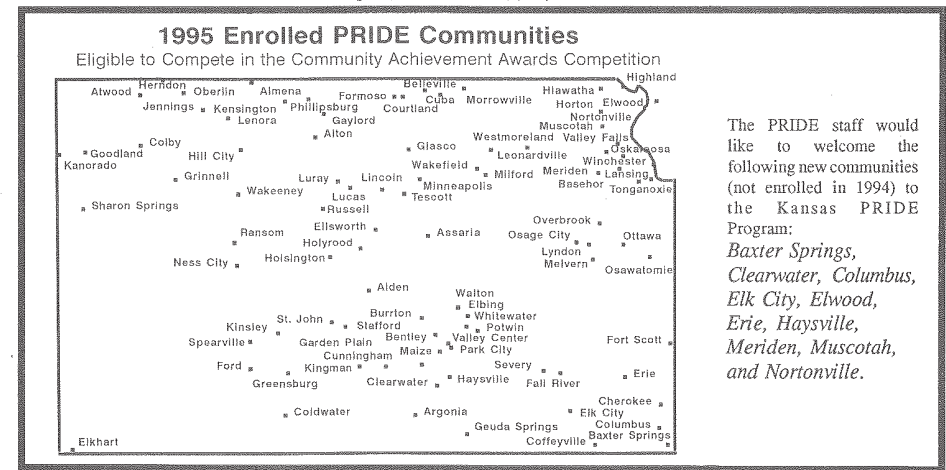 1995 Enrolled PRIDE Communities
Eligible to Compete in the Community Achievement Awards Competition
Highland
Atwood Herndon Oberlin Almena Formoso Belleville Hiawatha
Cuba Morrowville Horton Elwood
Jennings Kensington Phillipsburg Courtland Nortonville
Lenora Gaylord Muscotah
Alton Westmoreland Valley Falls
Colby Glasco Oskaloosa
Goodland Hill City Leonardville Winchester
Kanorado Wakefield Meriden Lansing
Grinnell Luray Lincoln Milford Basehor Tonganoxie
Wakeeney Minneapolis
Lucas Tescott
Sharon Springs Russell
Overbrook
Ransom Ellsworth Assaria Osage City Ottawa
Holyrood Lyndon
Ness City Hoisington Melvern Osawatomie
Alden Walton
Elbing
St. John Burrton Whitewater
Kinsley Stafford Potwin
Spearville Garden Plain Bentley Valley Center Fort Scott
Cunningham Maize Park City
Ford Kingman Severy Erie
Greensburg Clearwater Haysville Fall River
Cherokee
Coldwater Argonia Elk City
Geuda Springs Columbus
Elkhart Coffeyville Baxter Springs
The PRIDE staff would
like to welcome the
following new communities
(not enrolled in 1994) to
the Kansas PRIDE
Program:
Baxter Springs,
Clearwater, Columbus,
Elk City, Elwood,
Erie, Haysville,
Meriden, Muscotah,
and Nortonville.